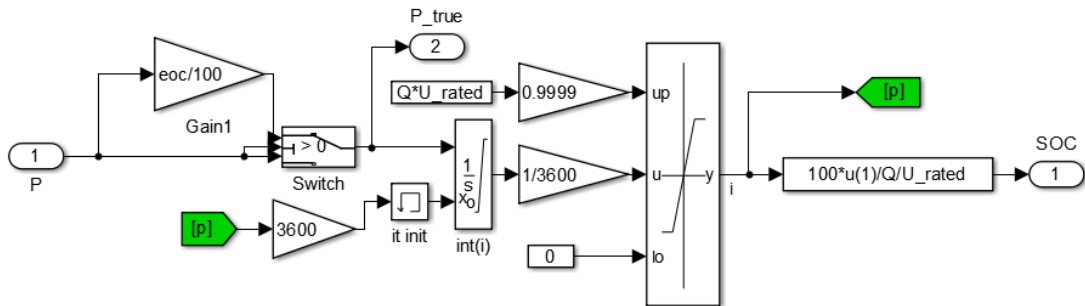 P_true
2
eoc/100
Q*U_rated
0.9999
up
[p]
Gain1
1
P
> 0
Switch
1
s
x₀
1/3600
u
y
i
100*u(1)/Q/U_rated
SOC
1
[p]
3600
it init
int(i)
0
lo